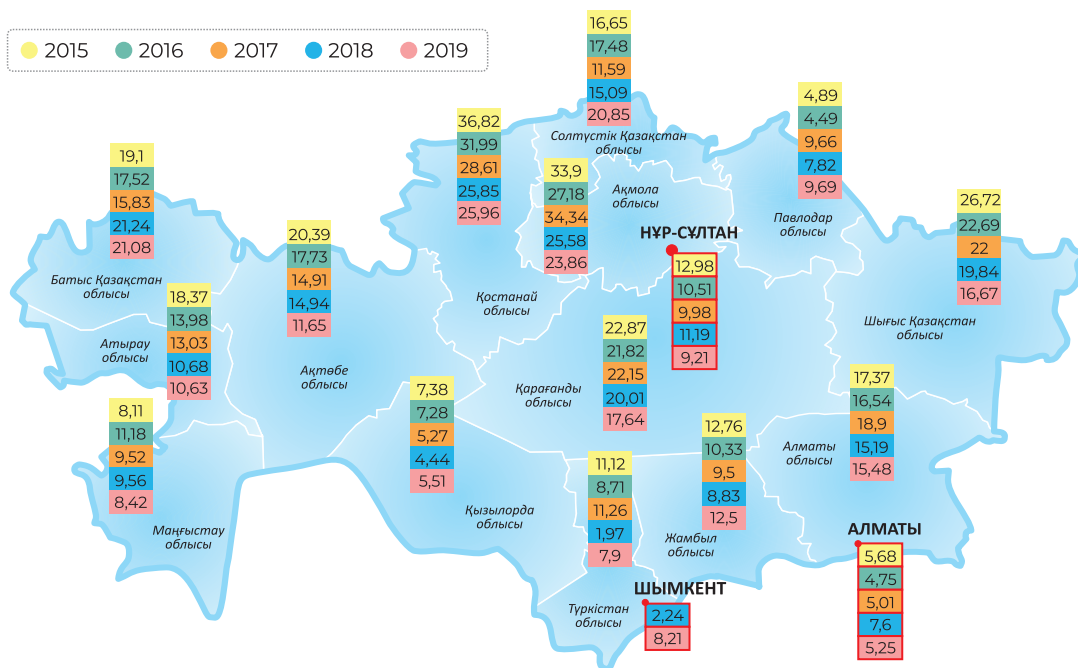 2015 2016 2017 2018 2019
16,65
17,48
11,59
15,09
20,85
Солтүстік Қазақстан
облысы
4,89
4,49
9,66
7,82
9,69
Павлодар
облысы
36,82
31,99
28,61
25,85
25,96
Қостанай
облысы
33,9
27,18
34,34
25,58
23,86
Ақмола
облысы
19,1
17,52
15,83
21,24
21,08
Батыс Қазақстан
облысы
26,72
22,69
22
19,84
16,67
Шығыс Қазақстан
облысы
20,39
17,73
14,91
14,94
11,65
Ақтөбе
облысы
НҰР-СҰЛТАН
12,98
10,51
9,98
11,19
9,21
18,37
13,98
13,03
10,68
10,63
Атырау
облысы
22,87
21,82
22,15
20,01
17,64
Қарағанды
облысы
17,37
16,54
18,9
15,19
15,48
Алматы
облысы
7,38
7,28
5,27
4,44
5,51
Қызылорда
облысы
8,11
11,18
9,52
9,56
8,42
Маңғыстау
облысы
12,76
10,33
9,5
8,83
12,5
Жамбыл
облысы
11,12
8,71
11,26
1,97
7,9
Түркістан
облысы
АЛМАТЫ
5,68
4,75
5,01
7,6
5,25
ШЫМКЕНТ
2,24
8,21